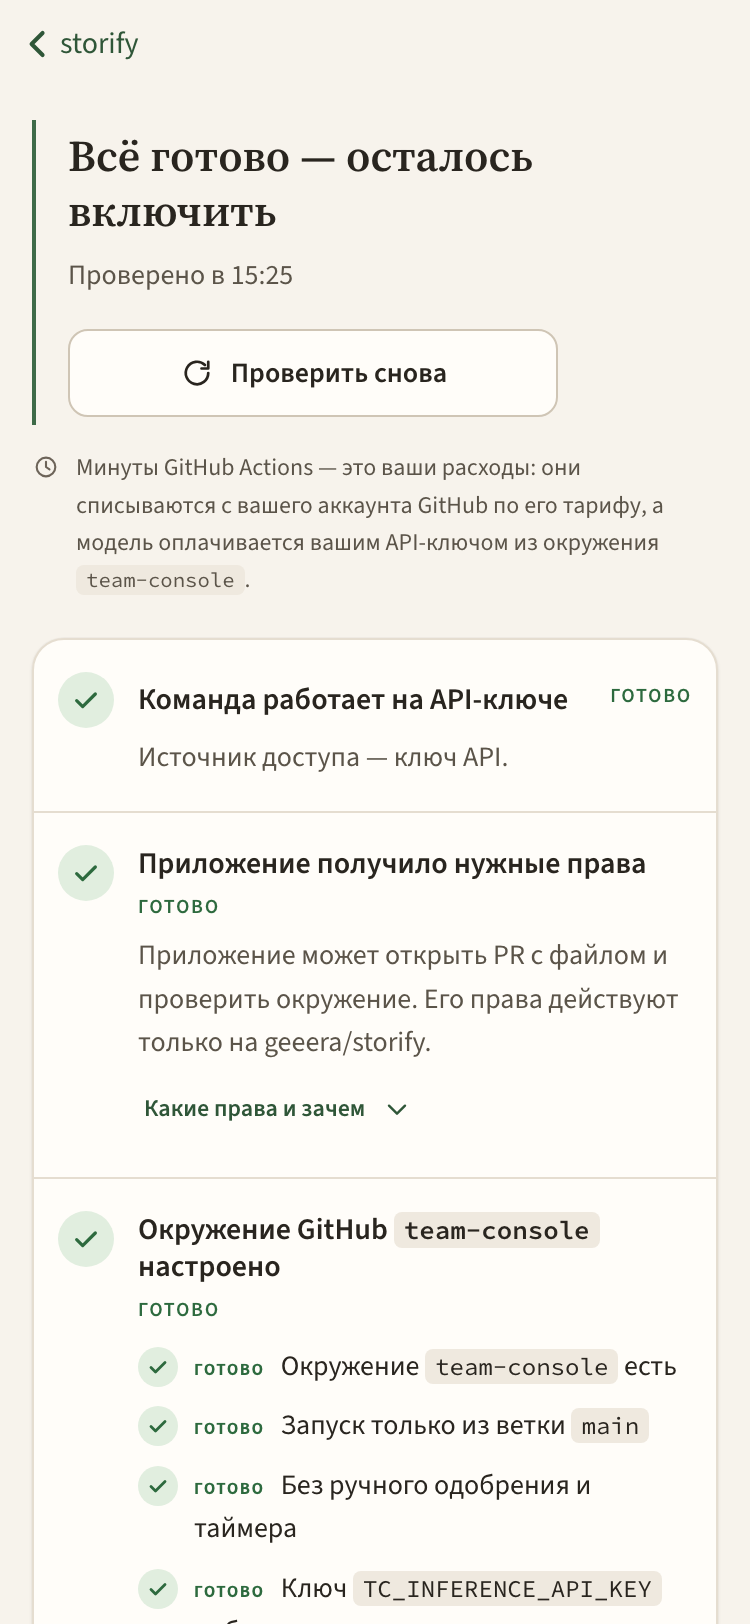 storify
Всё готово — осталось
включить
Проверено в 15:25
Проверить снова
Минуты GitHub Actions — это ваши расходы: они
списываются с вашего аккаунта GitHub по его тарифу, а
модель оплачивается вашим API-ключом из окружения
team-console.
Команда работает на API-ключе ГОТОВО
Источник доступа — ключ API.
Приложение получило нужные права
ГОТОВО
Приложение может открыть PR с файлом и
проверить окружение. Его права действуют
только на geeera/storify.
Какие права и зачем
Окружение GitHub team-console
настроено
ГОТОВО
ГОТОВО Окружение team-console есть
ГОТОВО Запуск только из ветки main
ГОТОВО Без ручного одобрения и
таймера
ГОТОВО Ключ TC_INFERENCE_API_KEY